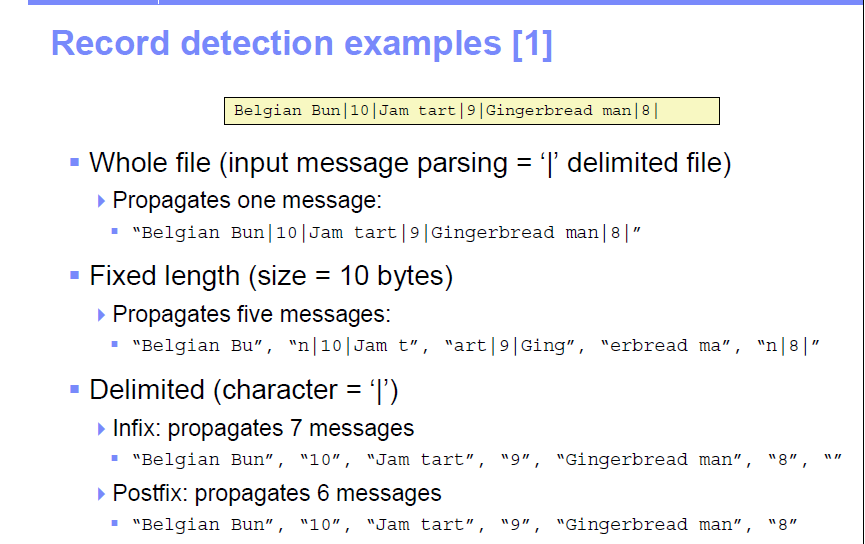 Record detection examples [1]
Belgian Bun|10|Jam tart|9|Gingerbread man|8|
Whole file (input message parsing = ‘|’ delimited file)
Propagates one message:
“Belgian Bun|10|Jam tart|9|Gingerbread man|8|”
Fixed length (size = 10 bytes)
Propagates five messages:
“Belgian Bu”, “n|10|Jam t”, “art|9|Ging”, “erbread ma”, “n|8|”
Delimited (character = ‘|’)
Infix: propagates 7 messages
“Belgian Bun”, “10”, “Jam tart”, “9”, “Gingerbread man”, “8”, “”
Postfix: propagates 6 messages
“Belgian Bun”, “10”, “Jam tart”, “9”, “Gingerbread man”, “8”